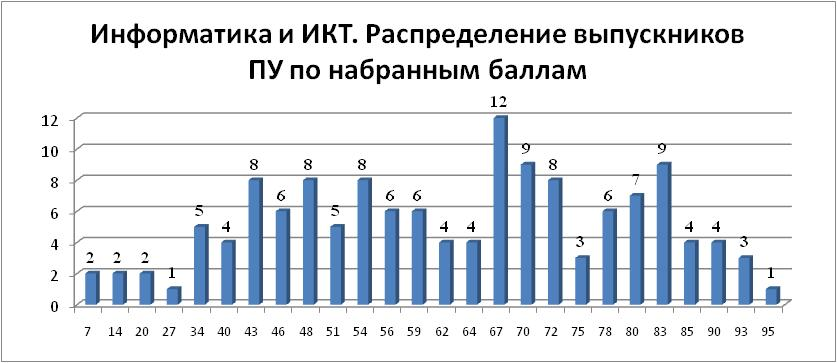 Информатика и ИКТ. Распределение выпускников
ПУ по набранным баллам
12
10
8
6
4
2
0
2 2 2 1 5 4 8 6 8 5 8 6 6 4 4 12 9 8 3 6 7 9 4 4 3 1
7 14 20 27 34 40 43 46 48 51 54 56 59 62 64 67 70 72 75 78 80 83 85 90 93 95